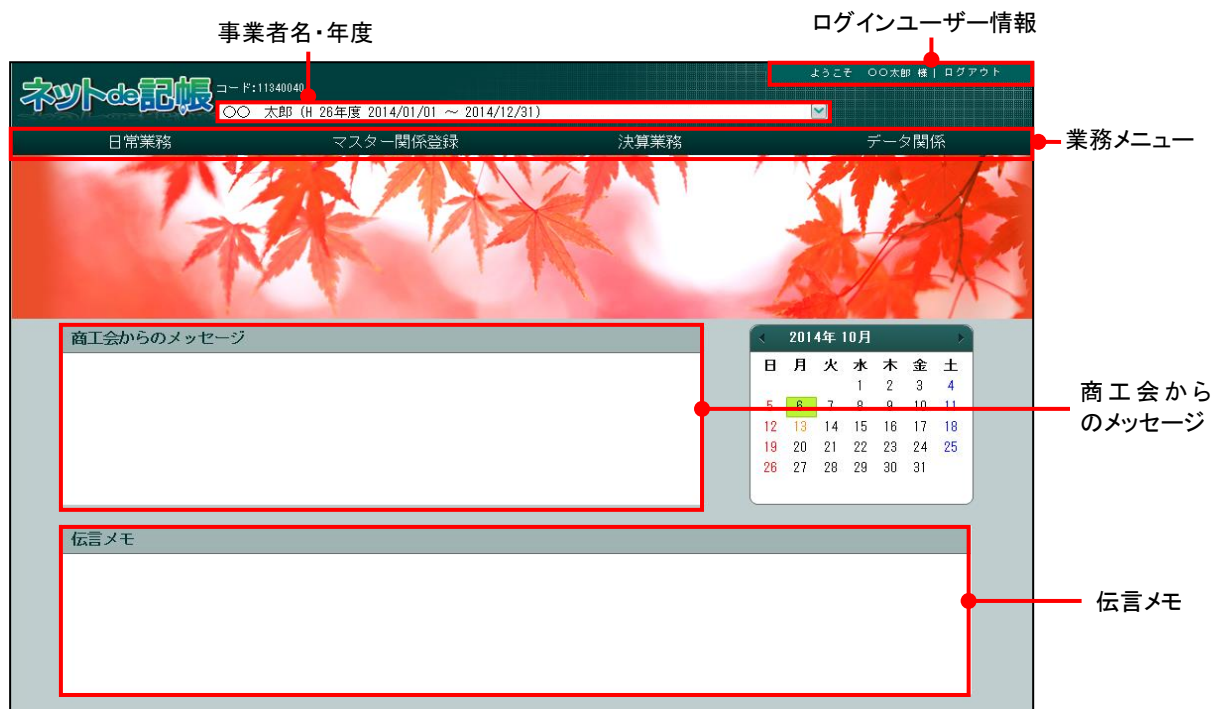 事業者名・年度
ログインユーザー情報
ようこそ 〇〇太郎 様 | ログアウト
ネットde記帳
コード:11340040
〇〇 太郎 (H 26年度 2014/01/01 ～ 2014/12/31)
日常業務 マスター関係登録 決算業務 データ関係
業務メニュー
商工会からのメッセージ
2014年 10月
日 月 火 水 木 金 土
1 2 3 4
5 6 7 8 9 10 11
12 13 14 15 16 17 18
19 20 21 22 23 24 25
26 27 28 29 30 31
商工会から
のメッセージ
伝言メモ
伝言メモ